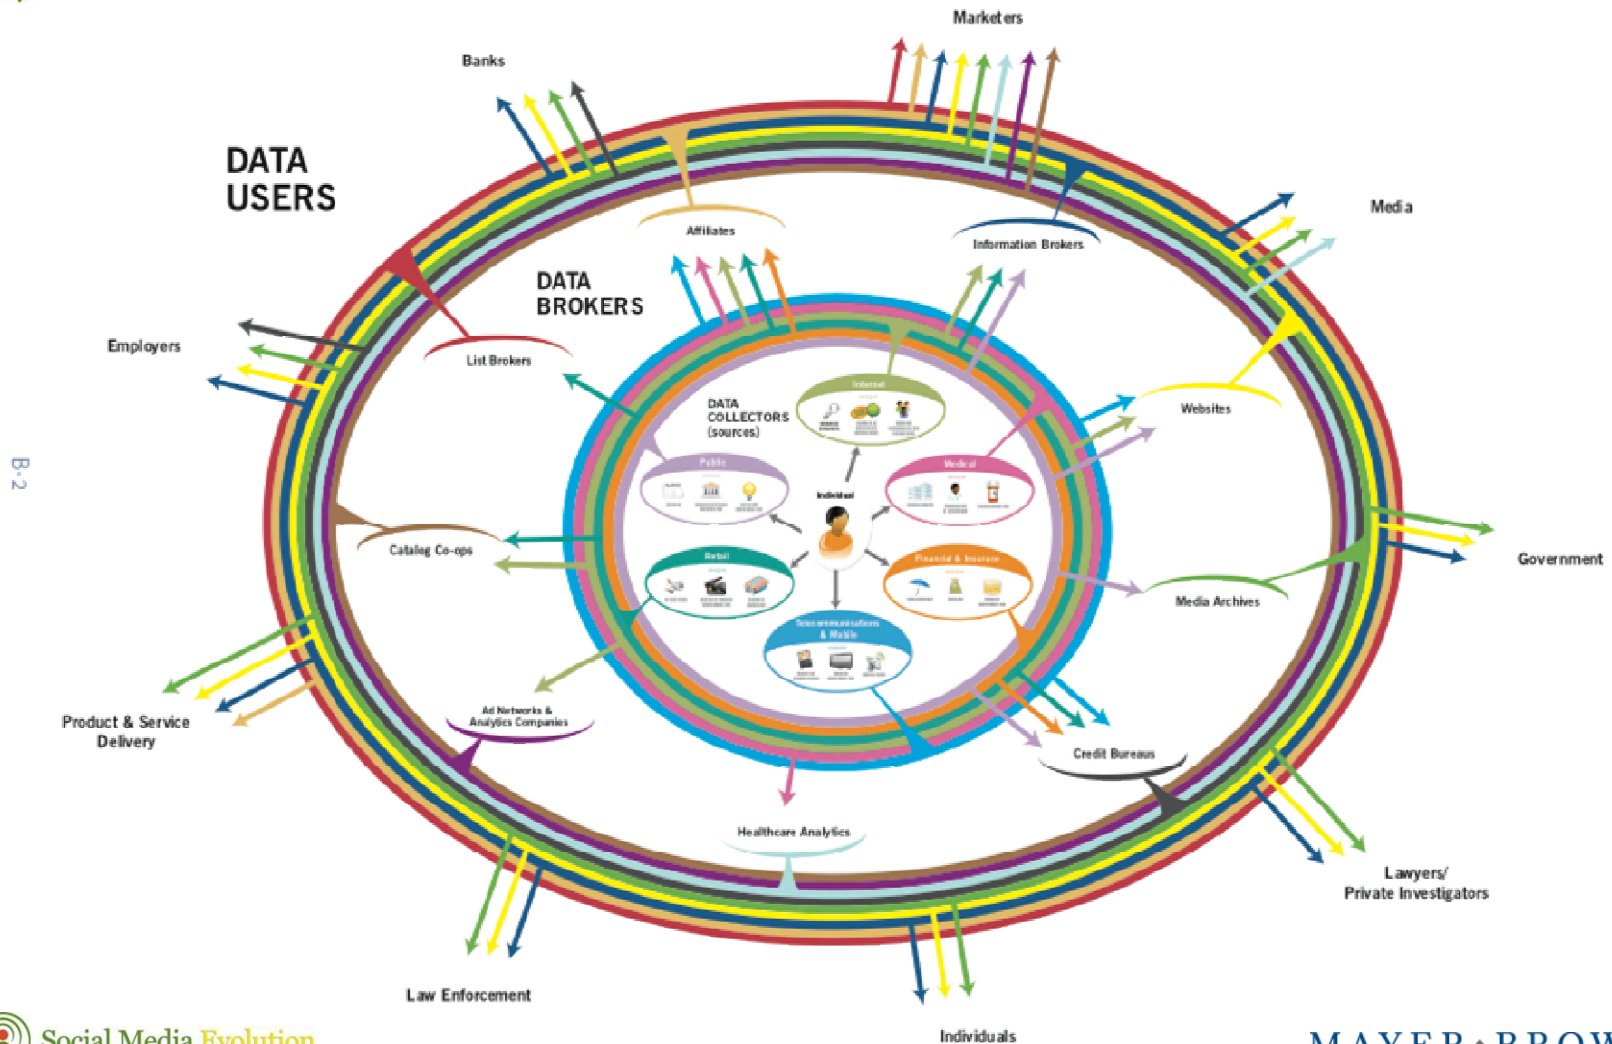 Marketers
Banks
DATA
USERS
Media
Affiliates
Information Brokers
DATA
BROKERS
Employers
List Brokers
Internet
DATA
COLLECTORS
(sources)
Websites
Public
Medical
Individual
Catalog Co-ops
Retail
Financial & Insurance
Government
Media Archives
Telecommunications
& Mobile
Product & Service
Delivery
Ad Networks &
Analytics Companies
Credit Bureaus
Healthcare Analytics
Lawyers/
Private Investigators
Law Enforcement
Individuals
B-2
Social Media Evolution
MAYER BROW